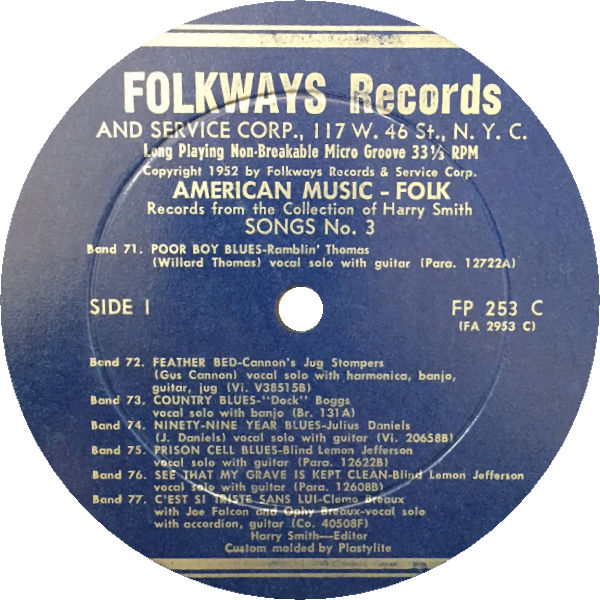 FOLKWAYS Records
AND SERVICE CORP., 117 W. 46 St., N. Y. C.
Long Playing Non-Breakable Micro Groove 33⅓ RPM
Copyright 1952 by Folkways Records & Service Corp.
AMERICAN MUSIC - FOLK
Records from the Collection of Harry Smith
SONGS No. 3
Band 71. POOR BOY BLUES-Ramblin' Thomas
(Willard Thomas) vocal solo with guitar (Para. 12722A)
SIDE I
FP 253 C
(FA 2953 C)
Band 72. FEATHER BED-Cannon's Jug Stompers
(Gus Cannon) vocal solo with harmonica, banjo,
guitar, jug (Vi. V38515B)
Band 73. COUNTRY BLUES-"Dock" Boggs
vocal solo with banjo (Br. 131A)
Band 74. NINETY-NINE YEAR BLUES-Julius Daniels
(J. Daniels) vocal solo with guitar (Vi. 20658B)
Band 75. PRISON CELL BLUES-Blind Lemon Jefferson
vocal solo with guitar (Para. 12622B)
Band 76. SEE THAT MY GRAVE IS KEPT CLEAN-Blind Lemon Jefferson
vocal solo with guitar (Para. 12608B)
Band 77. C'EST SI TRISTE SANS LUI-Clemo Breaux
with Joe Falcon and Ophy Breaux-vocal solo
with accordion, guitar (Co. 40508F)
Harry Smith—Editor
Custom molded by Plastylite